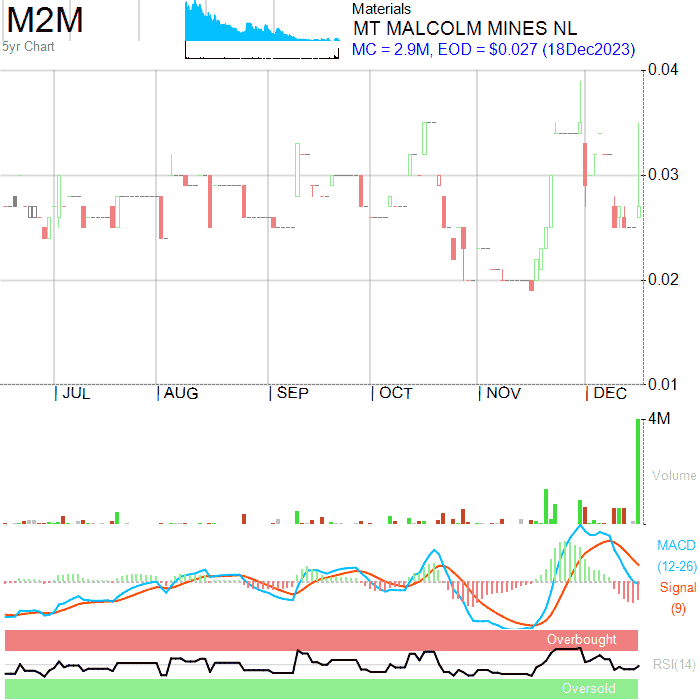 M2M
5yr Chart
Materials
MT MALCOLM MINES NL
MC = 2.9M, EOD = $0.027 (18Dec2023)
0.04
0.03
0.02
0.01
JUL AUG SEP OCT NOV DEC
4M
Volume
MACD
(12-26)
Signal
(9)
Overbought
RSI(14)
Oversold